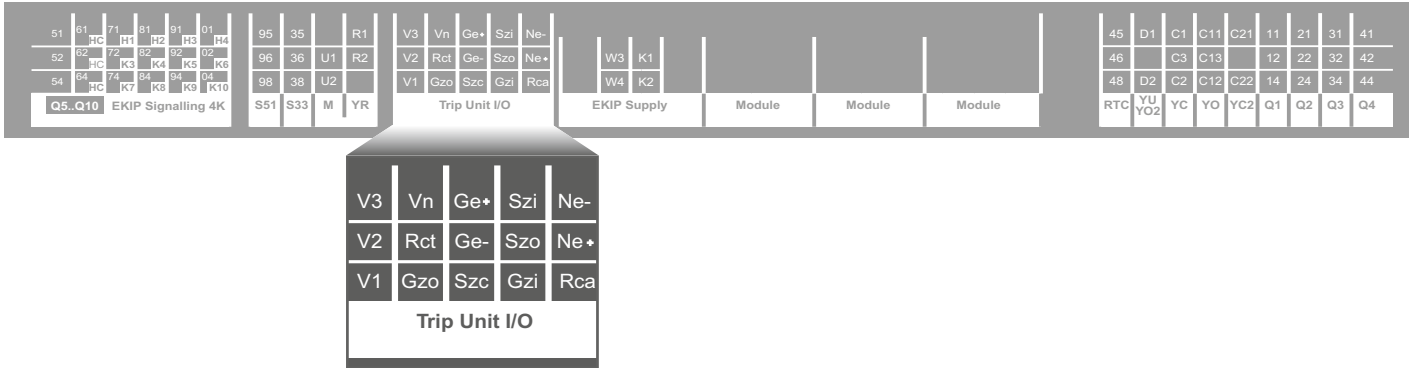 51 61 HC 71 H1 81 H2 91 H3 01 H4 95 35 R1 V3 Vn Ge+ Szi Ne- 45 D1 C1 C11 C21 11 21 31 41
52 62 HC 72 K3 82 K4 92 K5 02 K6 96 36 U1 R2 V2 Rct Ge- Szo Ne+ W3 K1 46 C3 C13 12 22 32 42
54 64 HC 74 K7 84 K8 94 K9 04 K10 98 38 U2 V1 Gzo Szc Gzi Rca W4 K2 48 D2 C2 C12 C22 14 24 34 44
Q5..Q10 EKIP Signalling 4K S51 S33 M YR Trip Unit I/O EKIP Supply Module Module Module RTC YU YO2 YC YO YC2 Q1 Q2 Q3 Q4
V3 Vn Ge+ Szi Ne-
V2 Rct Ge- Szo Ne+
V1 Gzo Szc Gzi Rca
Trip Unit I/O